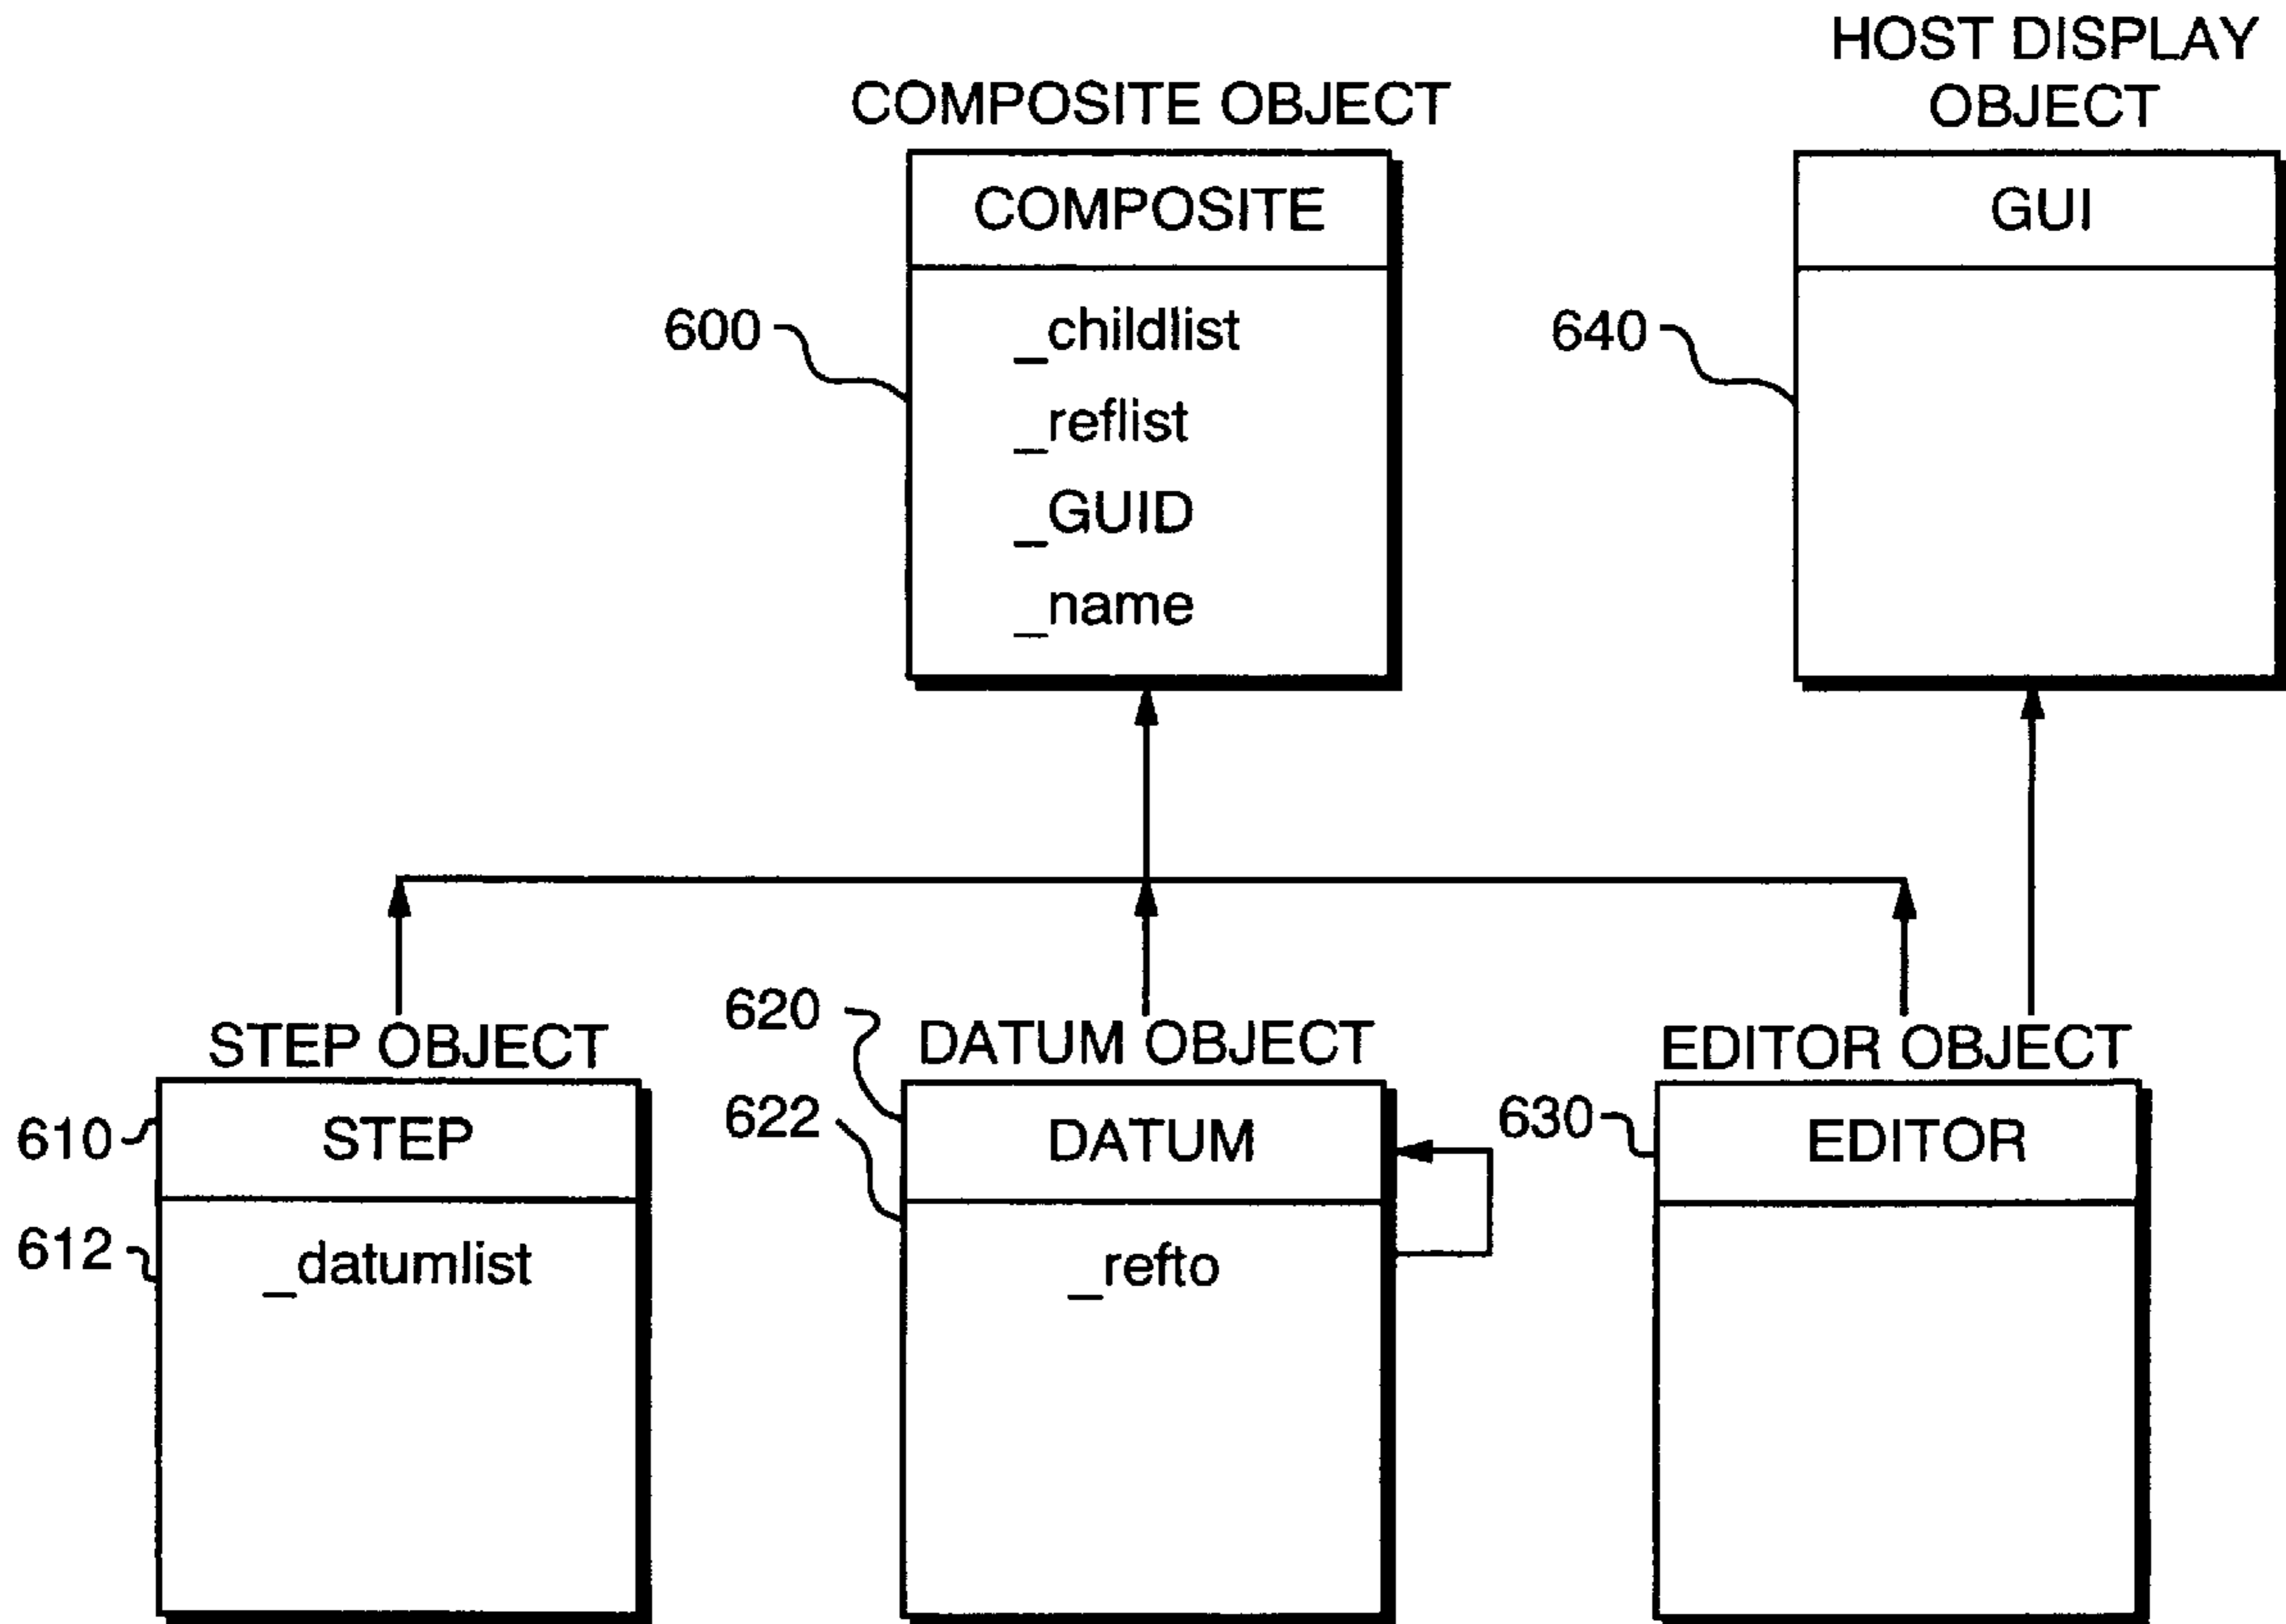 HOST DISPLAY
OBJECT
COMPOSITE OBJECT
COMPOSITE
GUI
600
_childlist
640
_reflist
_GUID
_name
STEP OBJECT
620
DATUM OBJECT
EDITOR OBJECT
610
STEP
622
DATUM
630
EDITOR
612
_datumlist
_refto